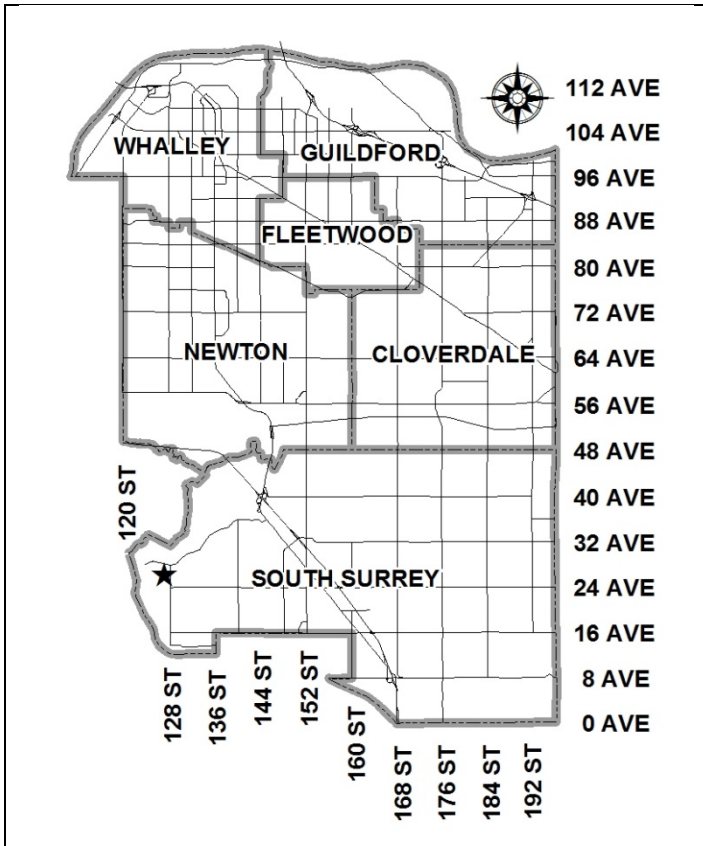 112 AVE
104 AVE
WHALLEY
GUILDFORD
96 AVE
88 AVE
FLEETWOOD
80 AVE
72 AVE
NEWTON
CLOVERDALE
64 AVE
56 AVE
48 AVE
120 ST
40 AVE
32 AVE
SOUTH SURREY
24 AVE
16 AVE
128 ST
136 ST
144 ST
152 ST
160 ST
8 AVE
0 AVE
168 ST
176 ST
184 ST
192 ST